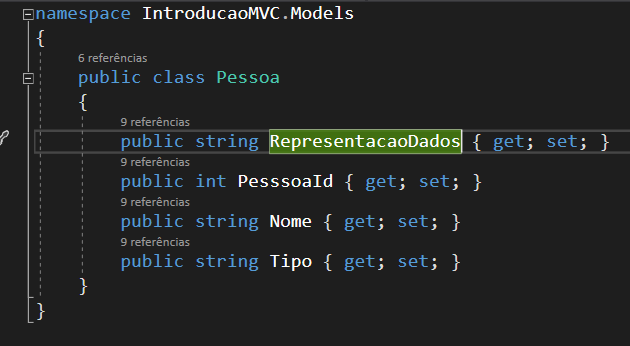 namespace IntroducaoMVC.Models
{
6 referências
public class Pessoa
{
9 referências
public string RepresentacaoDados { get; set; }
9 referências
public int PesssoaId { get; set; }
9 referências
public string Nome { get; set; }
9 referências
public string Tipo { get; set; }
}
}